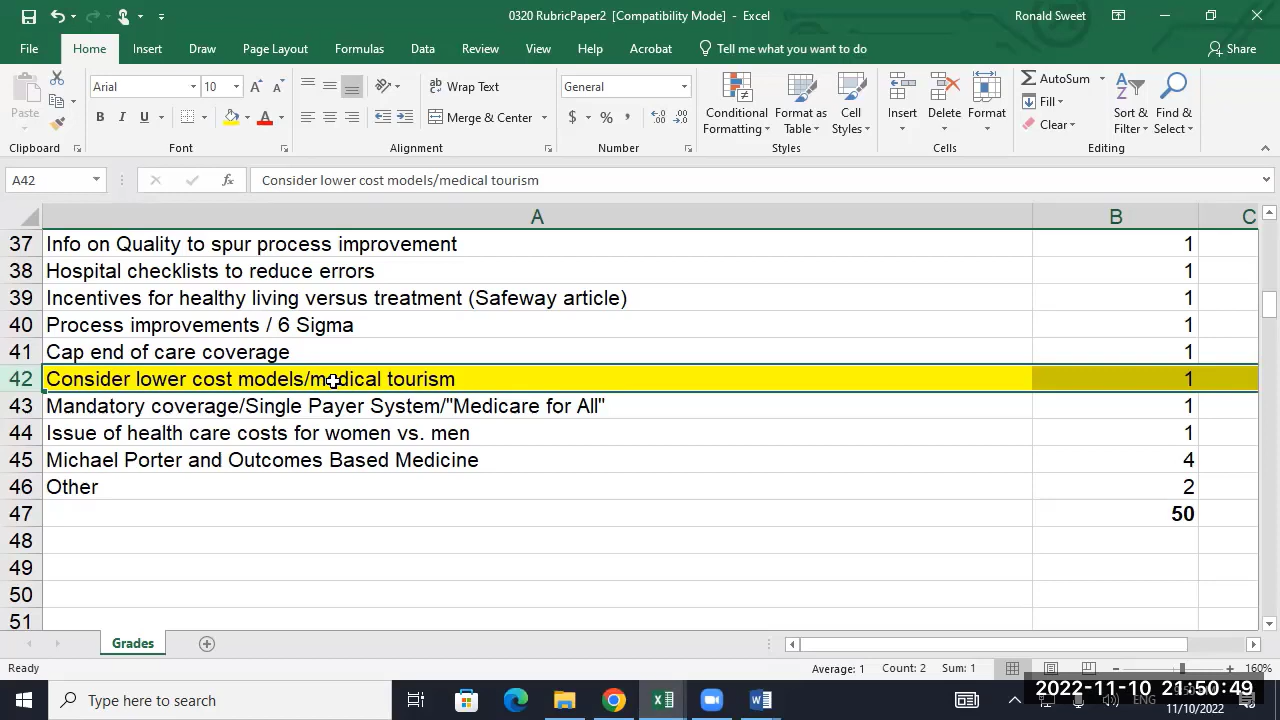 0320 RubricPaper2 [Compatibility Mode] - Excel
Ronald Sweet
File Home Insert Draw Page Layout Formulas Data Review View Help Acrobat Tell me what you want to do Share
Paste
Clipboard
Arial 10
B I U
Font
Wrap Text
Merge & Center
Alignment
General
$ % ,
Number
Conditional Formatting
Format as Table
Cell Styles
Styles
Insert
Delete
Format
Cells
AutoSum
Fill
Clear
Sort & Filter
Find & Select
Editing
A42 fx Consider lower cost models/medical tourism
A B C
37 Info on Quality to spur process improvement 1
38 Hospital checklists to reduce errors 1
39 Incentives for healthy living versus treatment (Safeway article) 1
40 Process improvements / 6 Sigma 1
41 Cap end of care coverage 1
42 Consider lower cost models/medical tourism 1
43 Mandatory coverage/Single Payer System/"Medicare for All" 1
44 Issue of health care costs for women vs. men 1
45 Michael Porter and Outcomes Based Medicine 4
46 Other 2
47 50
48
49
50
51
Grades
Ready Average: 1 Count: 2 Sum: 1 160%
Type here to search
2022-11-10 21:50:49
ENG
11/10/2022